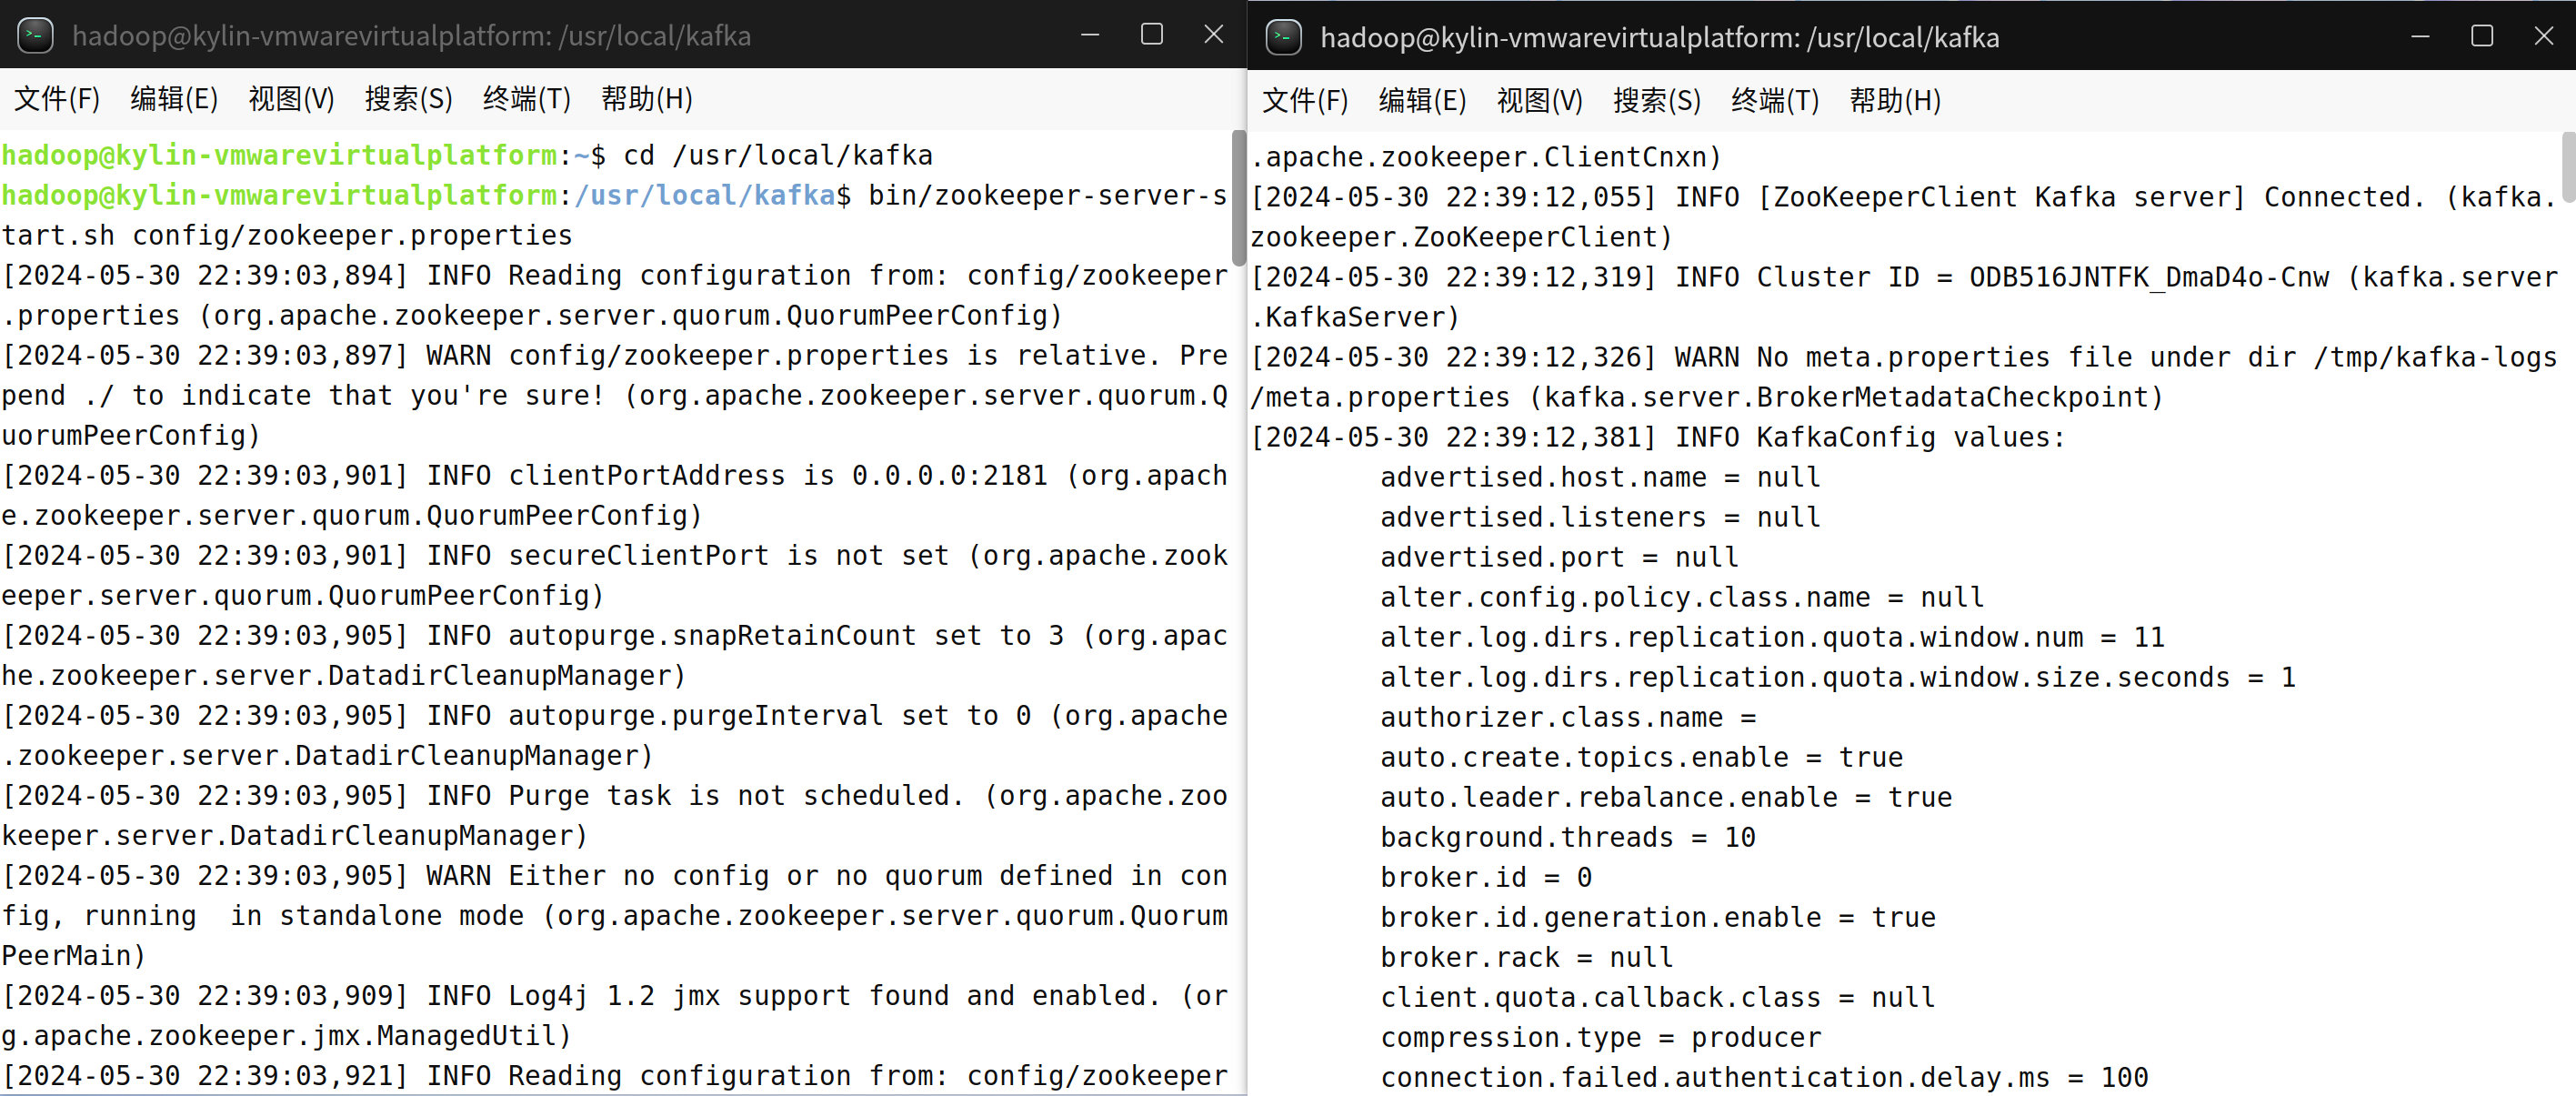 hadoop@kylin-vmwarevirtualplatform: /usr/local/kafka
文件(F) 编辑(E) 视图(V) 搜索(S) 终端(T) 帮助(H)
hadoop@kylin-vmwarevirtualplatform:~$ cd /usr/local/kafka
hadoop@kylin-vmwarevirtualplatform:/usr/local/kafka$ bin/zookeeper-server-s
tart.sh config/zookeeper.properties
[2024-05-30 22:39:03,894] INFO Reading configuration from: config/zookeeper
.properties (org.apache.zookeeper.server.quorum.QuorumPeerConfig)
[2024-05-30 22:39:03,897] WARN config/zookeeper.properties is relative. Pre
pend ./ to indicate that you're sure! (org.apache.zookeeper.server.quorum.Q
uorumPeerConfig)
[2024-05-30 22:39:03,901] INFO clientPortAddress is 0.0.0.0:2181 (org.apach
e.zookeeper.server.quorum.QuorumPeerConfig)
[2024-05-30 22:39:03,901] INFO secureClientPort is not set (org.apache.zook
eeper.server.quorum.QuorumPeerConfig)
[2024-05-30 22:39:03,905] INFO autopurge.snapRetainCount set to 3 (org.apac
he.zookeeper.server.DatadirCleanupManager)
[2024-05-30 22:39:03,905] INFO autopurge.purgeInterval set to 0 (org.apache
.zookeeper.server.DatadirCleanupManager)
[2024-05-30 22:39:03,905] INFO Purge task is not scheduled. (org.apache.zoo
keeper.server.DatadirCleanupManager)
[2024-05-30 22:39:03,905] WARN Either no config or no quorum defined in con
fig, running  in standalone mode (org.apache.zookeeper.server.quorum.Quorum
PeerMain)
[2024-05-30 22:39:03,909] INFO Log4j 1.2 jmx support found and enabled. (or
g.apache.zookeeper.jmx.ManagedUtil)
[2024-05-30 22:39:03,921] INFO Reading configuration from: config/zookeeper
hadoop@kylin-vmwarevirtualplatform: /usr/local/kafka
文件(F) 编辑(E) 视图(V) 搜索(S) 终端(T) 帮助(H)
.apache.zookeeper.ClientCnxn)
[2024-05-30 22:39:12,055] INFO [ZooKeeperClient Kafka server] Connected. (kafka.
zookeeper.ZooKeeperClient)
[2024-05-30 22:39:12,319] INFO Cluster ID = ODB516JNTFK_DmaD4o-Cnw (kafka.server
.KafkaServer)
[2024-05-30 22:39:12,326] WARN No meta.properties file under dir /tmp/kafka-logs
/meta.properties (kafka.server.BrokerMetadataCheckpoint)
[2024-05-30 22:39:12,381] INFO KafkaConfig values:
advertised.host.name = null
advertised.listeners = null
advertised.port = null
alter.config.policy.class.name = null
alter.log.dirs.replication.quota.window.num = 11
alter.log.dirs.replication.quota.window.size.seconds = 1
authorizer.class.name =
auto.create.topics.enable = true
auto.leader.rebalance.enable = true
background.threads = 10
broker.id = 0
broker.id.generation.enable = true
broker.rack = null
client.quota.callback.class = null
compression.type = producer
connection.failed.authentication.delay.ms = 100